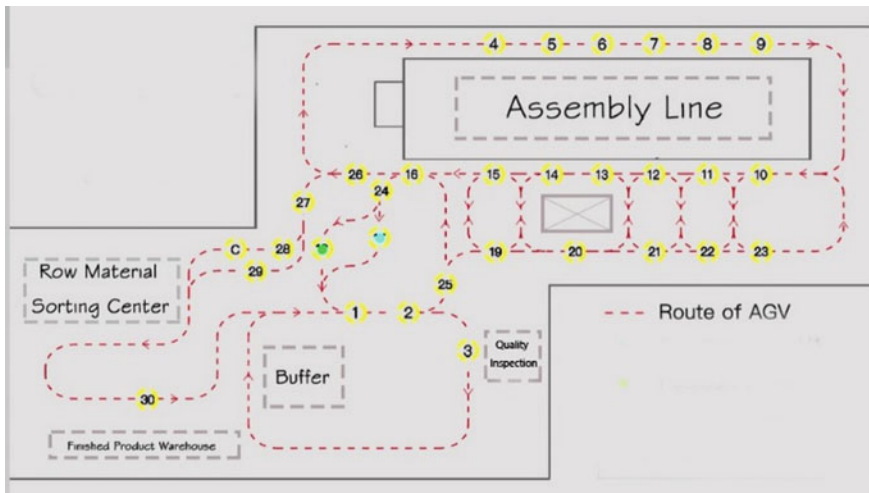 4 5 6 7 8 9
Assembly Line
26 16 15 14 13 12 11 10
24
27
C 28
29
19 20 21 22 23
25
Row Material
Sorting Center
1 2
Route of AGV
3
Quality
Inspection
Buffer
30
Finished Product Warehouse